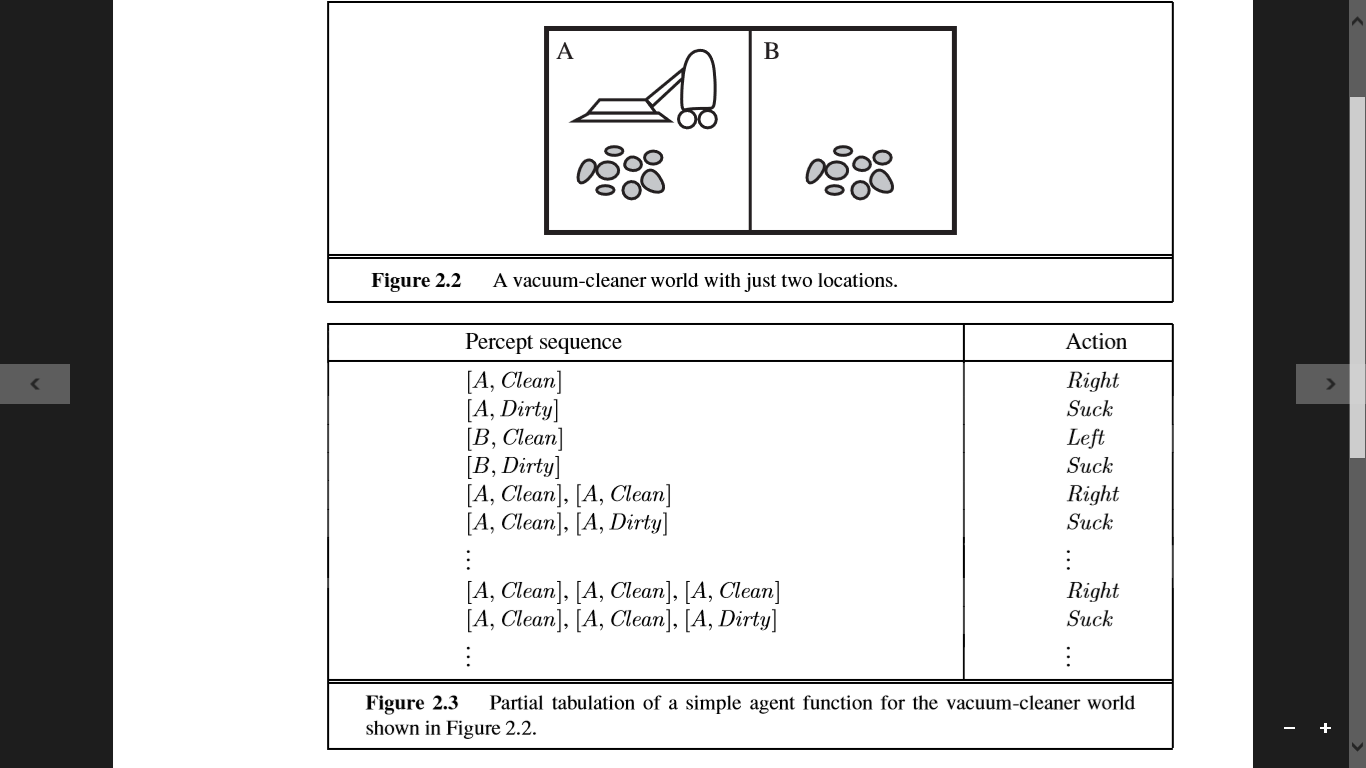 A
B
Figure 2.2 A vacuum-cleaner world with just two locations.
Percept sequence Action
[A, Clean] Right
[A, Dirty] Suck
[B, Clean] Left
[B, Dirty] Suck
[A, Clean], [A, Clean] Right
[A, Clean], [A, Dirty] Suck
⋮ ⋮
[A, Clean], [A, Clean], [A, Clean] Right
[A, Clean], [A, Clean], [A, Dirty] Suck
⋮ ⋮
Figure 2.3 Partial tabulation of a simple agent function for the vacuum-cleaner world
shown in Figure 2.2.